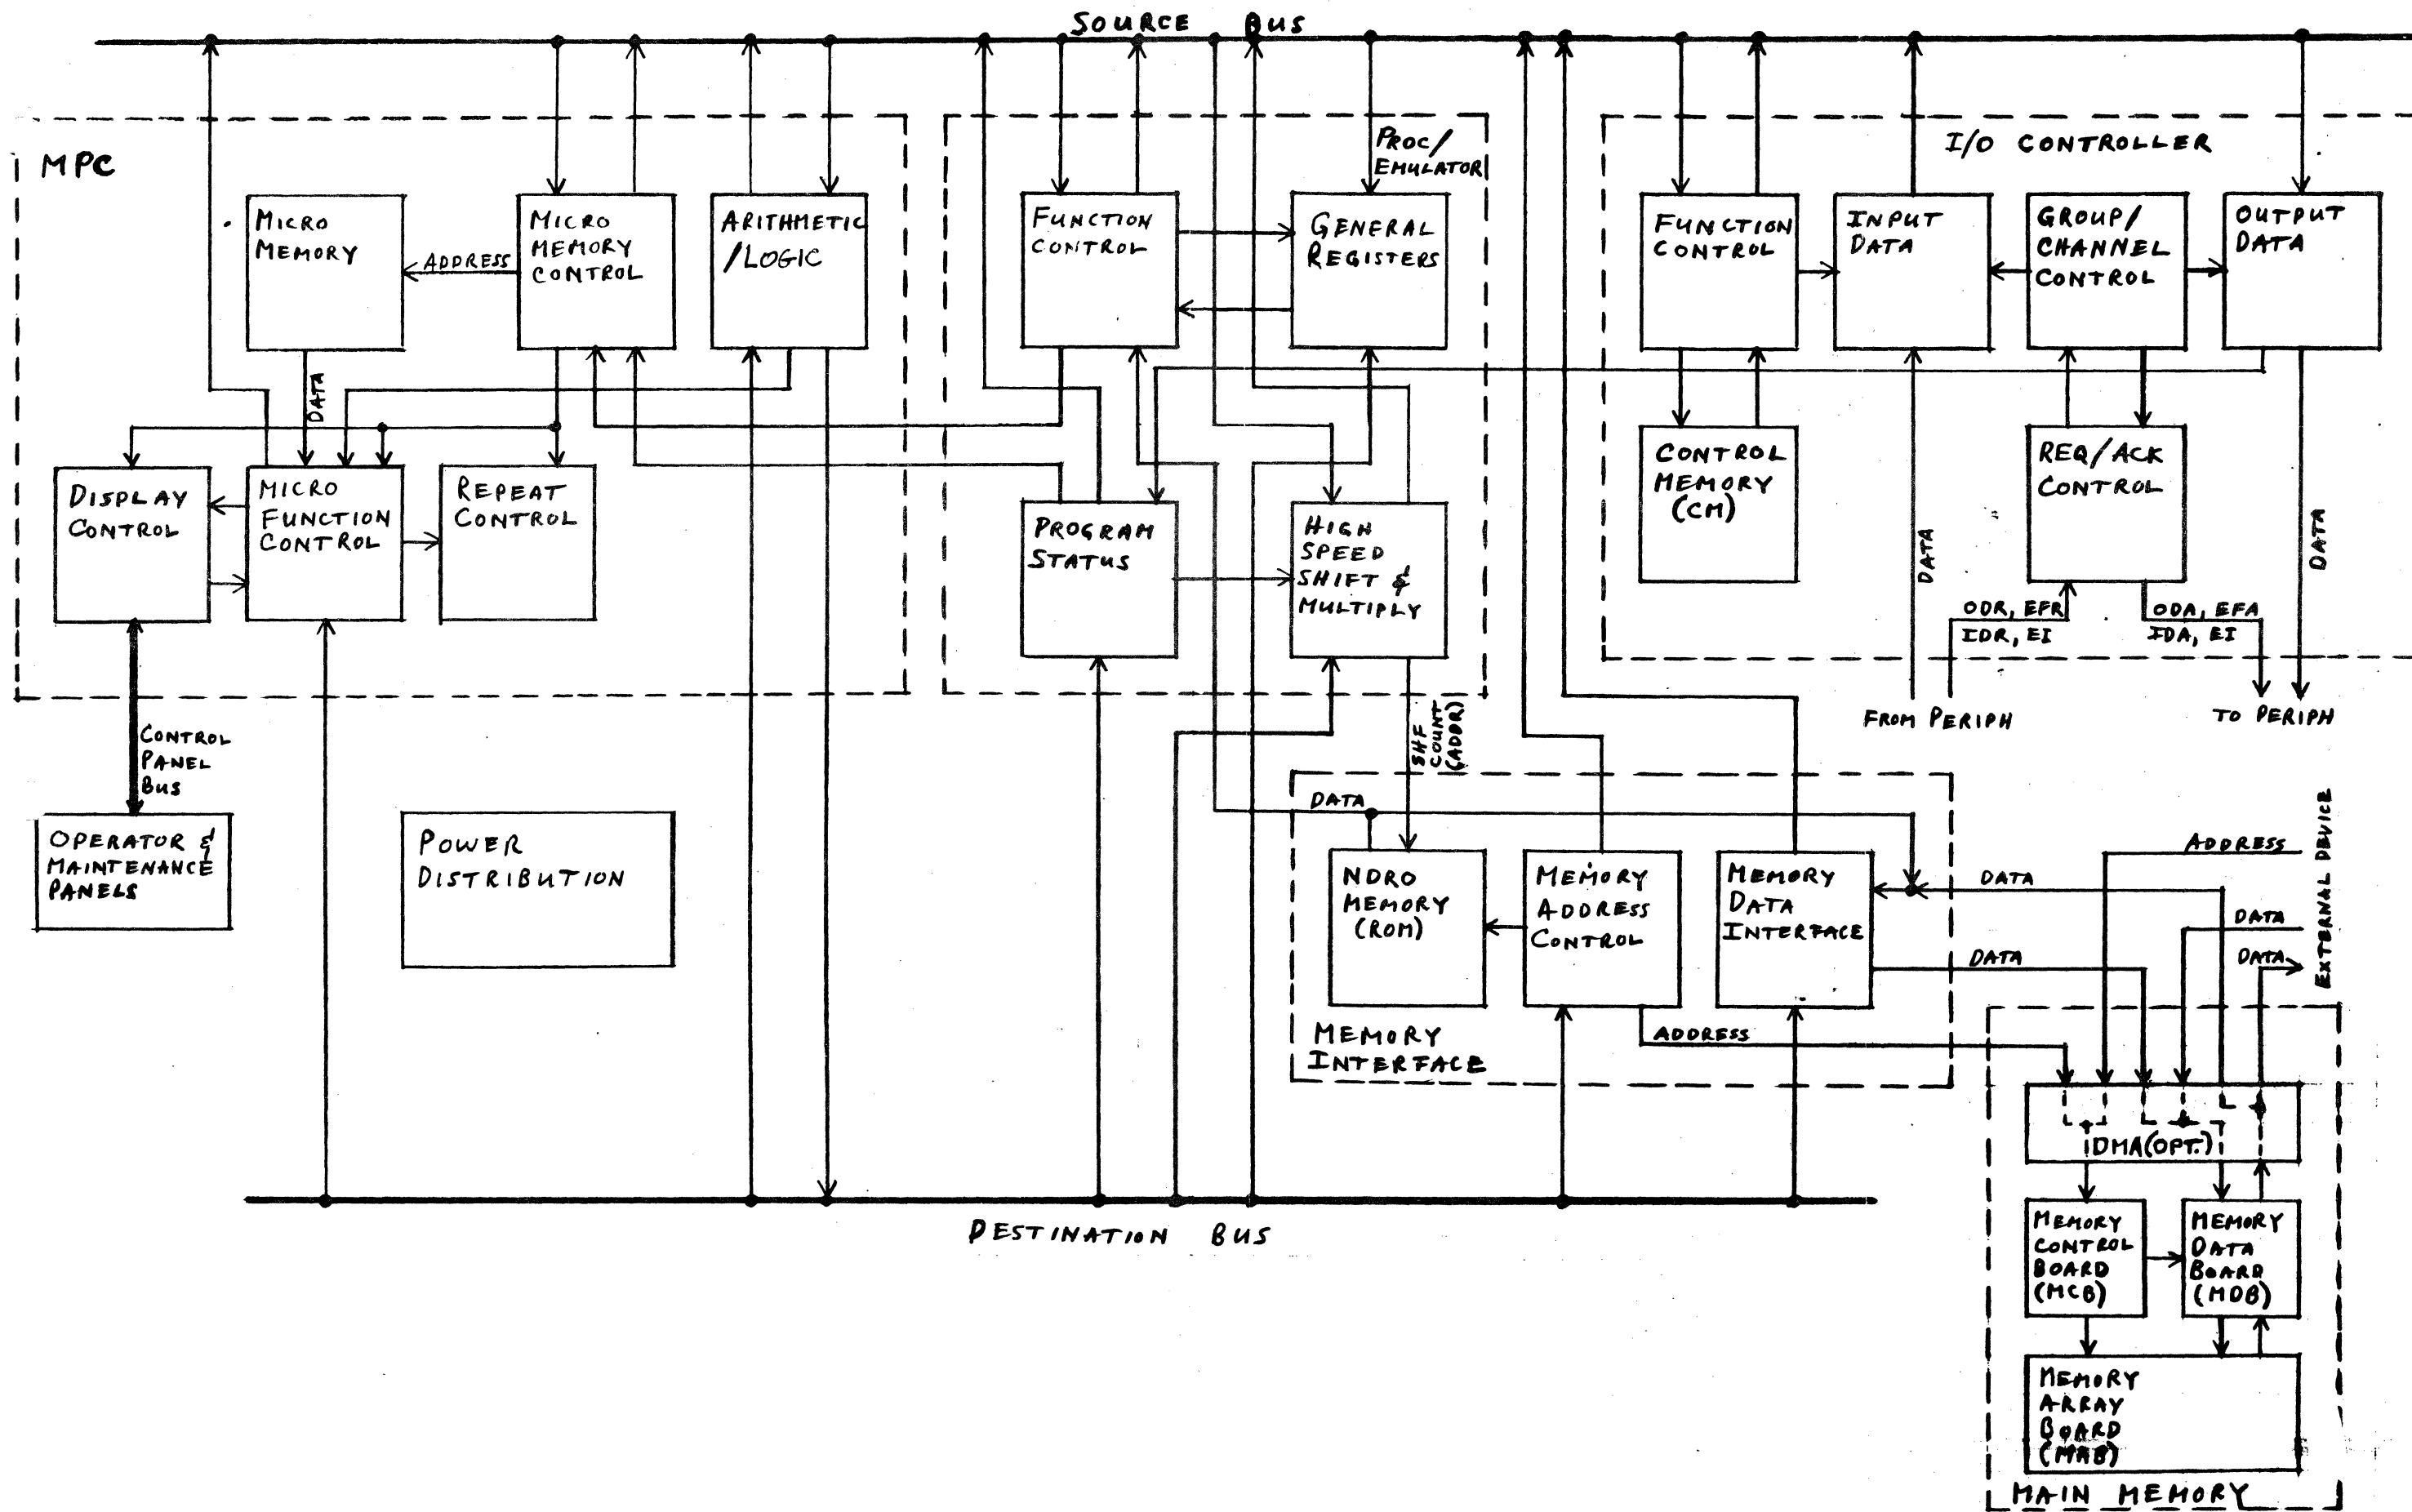 SOURCE BUS
MPC
PROC/
EMULATOR
I/O CONTROLLER
MICRO
MEMORY
ADDRESS
MICRO
MEMORY
CONTROL
ARITHMETIC
/LOGIC
FUNCTION
CONTROL
GENERAL
REGISTERS
FUNCTION
CONTROL
INPUT
DATA
GROUP/
CHANNEL
CONTROL
OUTPUT
DATA
DATA
DISPLAY
CONTROL
MICRO
FUNCTION
CONTROL
REPEAT
CONTROL
PROGRAM
STATUS
HIGH
SPEED
SHIFT &
MULTIPLY
CONTROL
MEMORY
(CM)
REQ/ACK
CONTROL
DATA
DATA
ODR, EFR
IDR, EI
ODA, EFA
IDA, EI
FROM PERIPH
TO PERIPH
CONTROL
PANEL
BUS
SHF
COUNT
(ADDR)
OPERATOR &
MAINTENANCE
PANELS
POWER
DISTRIBUTION
DATA
NDRO
MEMORY
(ROM)
MEMORY
ADDRESS
CONTROL
MEMORY
DATA
INTERFACE
ADDRESS
DATA
DATA
DATA
DATA
EXTERNAL DEVICE
MEMORY
INTERFACE
ADDRESS
DMA(OPT.)
DESTINATION BUS
MEMORY
CONTROL
BOARD
(MCB)
MEMORY
DATA
BOARD
(MDB)
MEMORY
ARRAY
BOARD
(MAB)
MAIN MEMORY